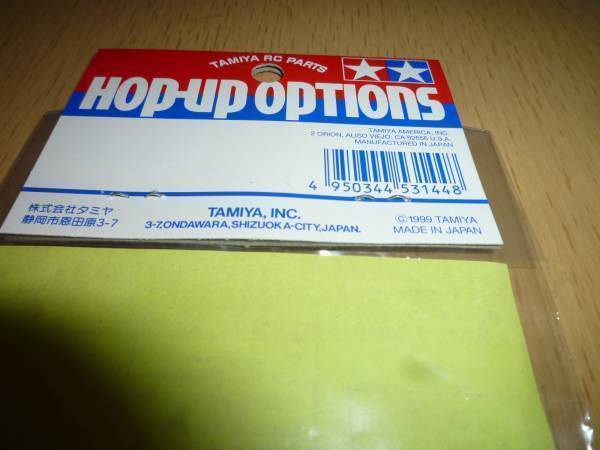 TAMIYA RC PARTS
HOP-UP OPTIONS
TAMIYA AMERICA, INC.
2 ORION, ALISO VIEJO, CA 92656 U.S.A.
MANUFACTURED IN JAPAN
4 950344 531448
株式会社タミヤ
静岡市恩田原3-7
TAMIYA, INC.
3-7,ONDAWARA,SHIZUOKA-CITY,JAPAN.
©1999 TAMIYA
MADE IN JAPAN